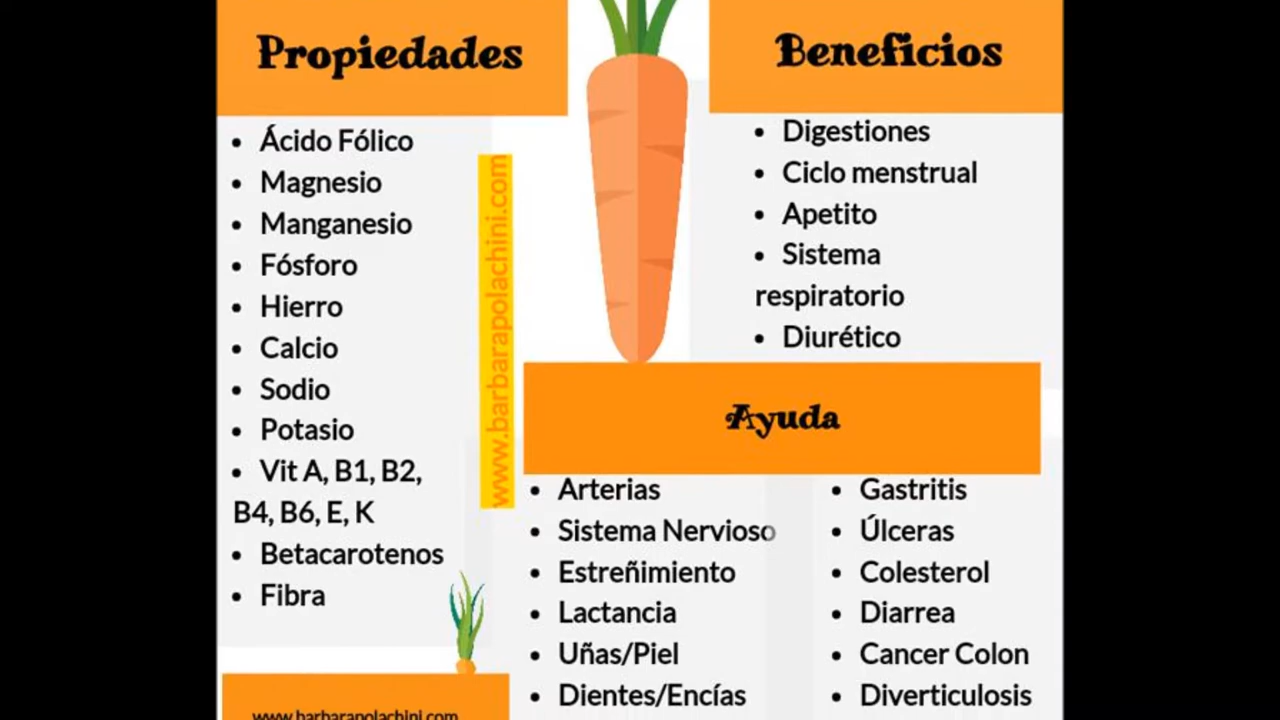 Propiedades
• Ácido Fólico
• Magnesio
• Manganesio
• Fósforo
• Hierro
• Calcio
• Sodio
• Potasio
• Vit A, B1, B2,
B4, B6, E, K
• Betacarotenos
• Fibra
www.barbarapolachini.com
www.barbarapolachini.com
Beneficios
• Digestiones
• Ciclo menstrual
• Apetito
• Sistema
respiratorio
• Diurético
Ayuda
• Arterias
• Sistema Nervioso
• Estreñimiento
• Lactancia
• Uñas/Piel
• Dientes/Encías
• Gastritis
• Úlceras
• Colesterol
• Diarrea
• Cancer Colon
• Diverticulosis